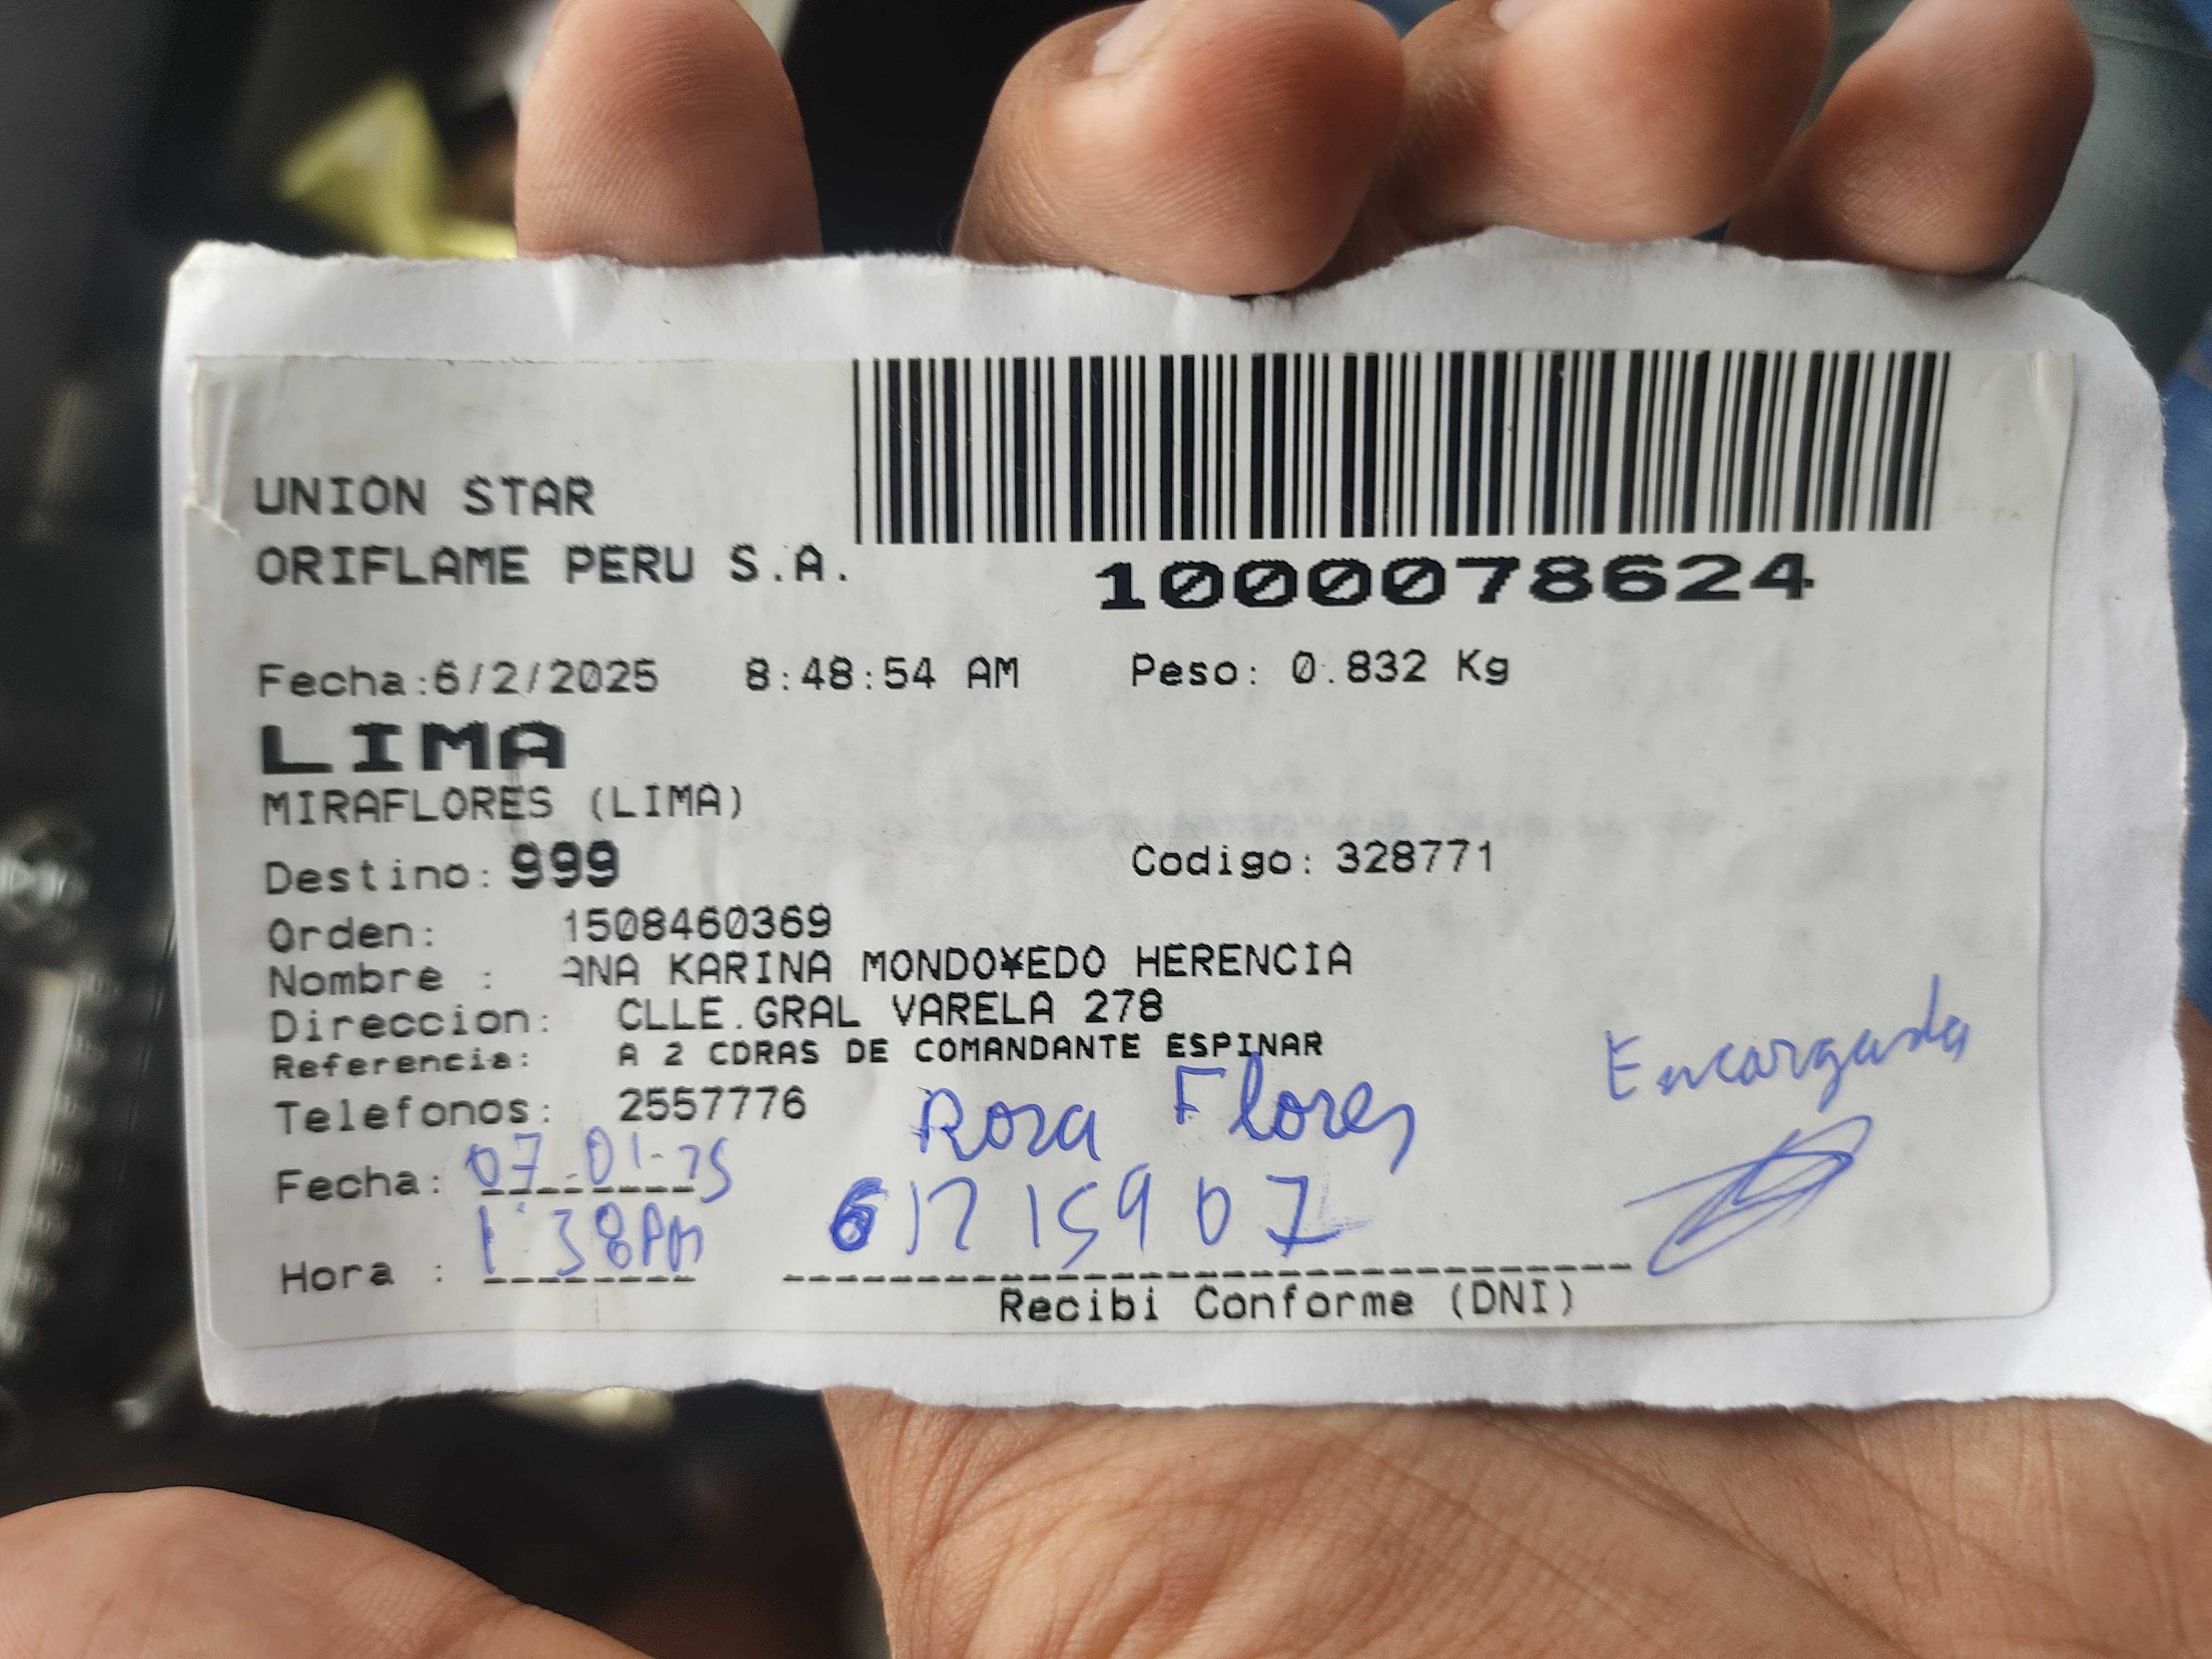 UNION STAR
ORIFLAME PERU S.A.
1000078624
Fecha:6/2/2025 8:48:54 AM Peso: 0.832 Kg
LIMA
MIRAFLORES (LIMA)
Destino: 999 Codigo: 328771
Orden: 1508460369
Nombre : ANA KARINA MONDO¥EDO HERENCIA
Direccion: CLLE.GRAL VARELA 278
Referencia: A 2 CDRAS DE COMANDANTE ESPINAR
Encargada
Telefonos: 2557776 Rosa Flores
Fecha: 07-01-25
Hora : 1:38PM 61215907
Recibi Conforme (DNI)